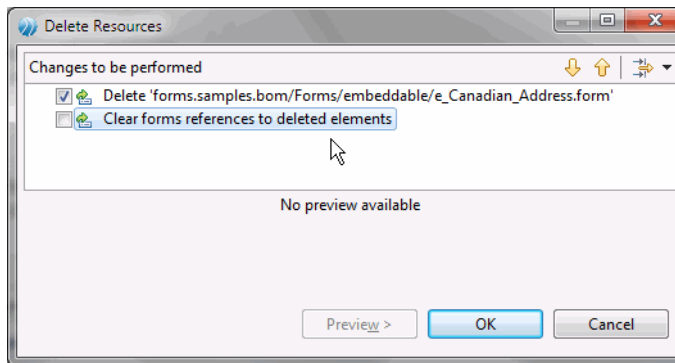 Delete Resources
Changes to be performed
Delete 'forms.samples.bom/Forms/embeddable/e_Canadian_Address.form'
Clear forms references to deleted elements
No preview available
Preview >
OK
Cancel